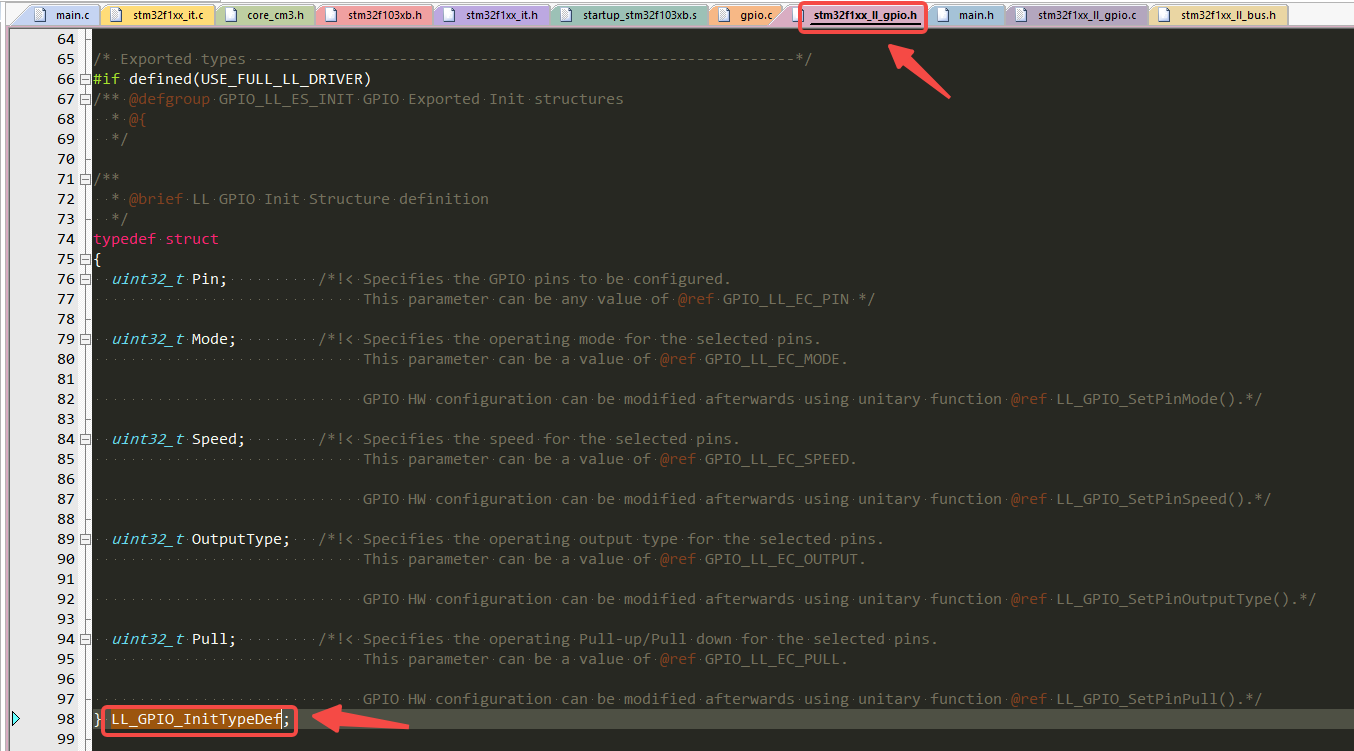 main.c stm32f1xx_it.c core_cm3.h stm32f103xb.h stm32f1xx_it.h startup_stm32f103xb.s gpio.c stm32f1xx_ll_gpio.h main.h stm32f1xx_ll_gpio.c stm32f1xx_ll_bus.h
64
65 /* Exported types ------------------------------------------------------------*/
66 #if defined(USE_FULL_LL_DRIVER)
67 /** @defgroup GPIO_LL_ES_INIT GPIO Exported Init structures
68 * @{
69 */
70
71 /**
72 * @brief LL GPIO Init Structure definition
73 */
74 typedef struct
75 {
76 uint32_t Pin; /*!< Specifies the GPIO pins to be configured.
77 This parameter can be any value of @ref GPIO_LL_EC_PIN */
78
79 uint32_t Mode; /*!< Specifies the operating mode for the selected pins.
80 This parameter can be a value of @ref GPIO_LL_EC_MODE.
81
82 GPIO HW configuration can be modified afterwards using unitary function @ref LL_GPIO_SetPinMode().*/
83
84 uint32_t Speed; /*!< Specifies the speed for the selected pins.
85 This parameter can be a value of @ref GPIO_LL_EC_SPEED.
86
87 GPIO HW configuration can be modified afterwards using unitary function @ref LL_GPIO_SetPinSpeed().*/
88
89 uint32_t OutputType; /*!< Specifies the operating output type for the selected pins.
90 This parameter can be a value of @ref GPIO_LL_EC_OUTPUT.
91
92 GPIO HW configuration can be modified afterwards using unitary function @ref LL_GPIO_SetPinOutputType().*/
93
94 uint32_t Pull; /*!< Specifies the operating Pull-up/Pull down for the selected pins.
95 This parameter can be a value of @ref GPIO_LL_EC_PULL.
96
97 GPIO HW configuration can be modified afterwards using unitary function @ref LL_GPIO_SetPinPull().*/
98 } LL_GPIO_InitTypeDef;
99